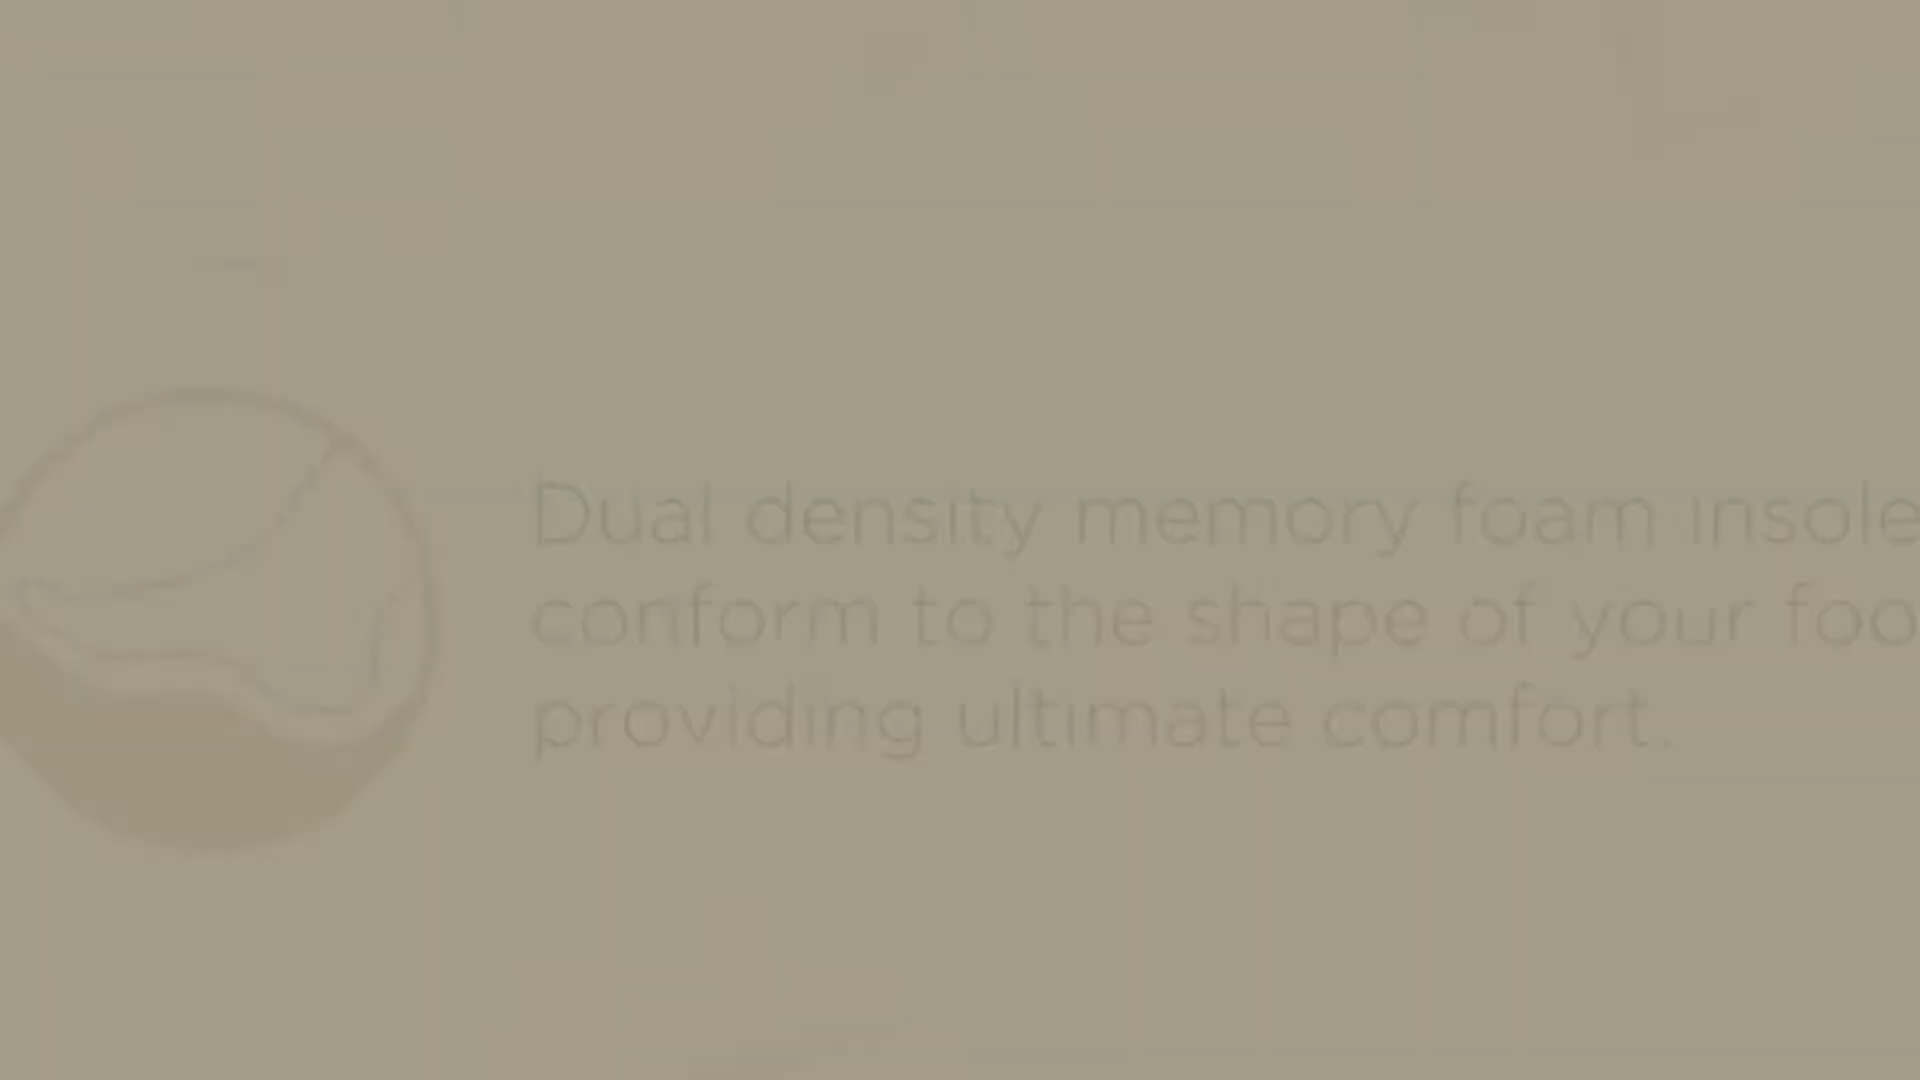 Dual density memory foam insole
conform to the shape of your foo
providing ultimate comfort.